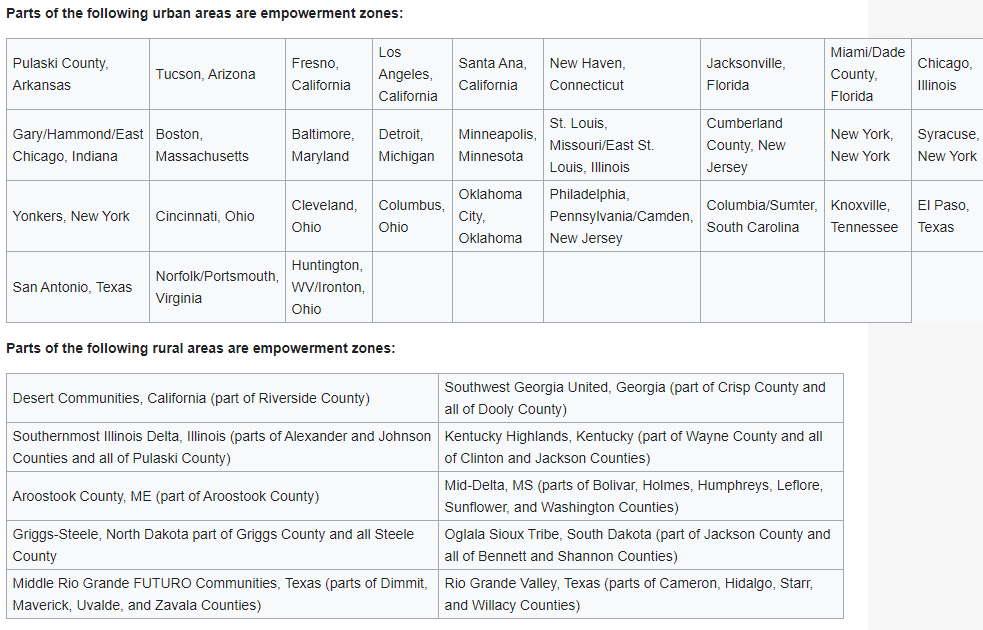 Parts of the following urban areas are empowerment zones:
Pulaski County,
Arkansas
Tucson, Arizona
Fresno,
California
Los
Angeles,
California
Santa Ana,
California
New Haven,
Connecticut
Jacksonville,
Florida
Miami/Dade
County,
Florida
Chicago,
Illinois
Gary/Hammond/East
Chicago, Indiana
Boston,
Massachusetts
Baltimore,
Maryland
Detroit,
Michigan
Minneapolis,
Minnesota
St. Louis,
Missouri/East St.
Louis, Illinois
Cumberland
County, New
Jersey
New York,
New York
Syracuse,
New York
Yonkers, New York
Cincinnati, Ohio
Cleveland,
Ohio
Columbus,
Ohio
Oklahoma
City,
Oklahoma
Philadelphia,
Pennsylvania/Camden,
New Jersey
Columbia/Sumter,
South Carolina
Knoxville,
Tennessee
El Paso,
Texas
San Antonio, Texas
Norfolk/Portsmouth,
Virginia
Huntington,
WV/Ironton,
Ohio
Parts of the following rural areas are empowerment zones:
Desert Communities, California (part of Riverside County)
Southwest Georgia United, Georgia (part of Crisp County and
all of Dooly County)
Southernmost Illinois Delta, Illinois (parts of Alexander and Johnson
Counties and all of Pulaski County)
Kentucky Highlands, Kentucky (part of Wayne County and all
of Clinton and Jackson Counties)
Aroostook County, ME (part of Aroostook County)
Mid-Delta, MS (parts of Bolivar, Holmes, Humphreys, Leflore,
Sunflower, and Washington Counties)
Griggs-Steele, North Dakota part of Griggs County and all Steele
County
Oglala Sioux Tribe, South Dakota (part of Jackson County and
all of Bennett and Shannon Counties)
Middle Rio Grande FUTURO Communities, Texas (parts of Dimmit,
Maverick, Uvalde, and Zavala Counties)
Rio Grande Valley, Texas (parts of Cameron, Hidalgo, Starr,
and Willacy Counties)